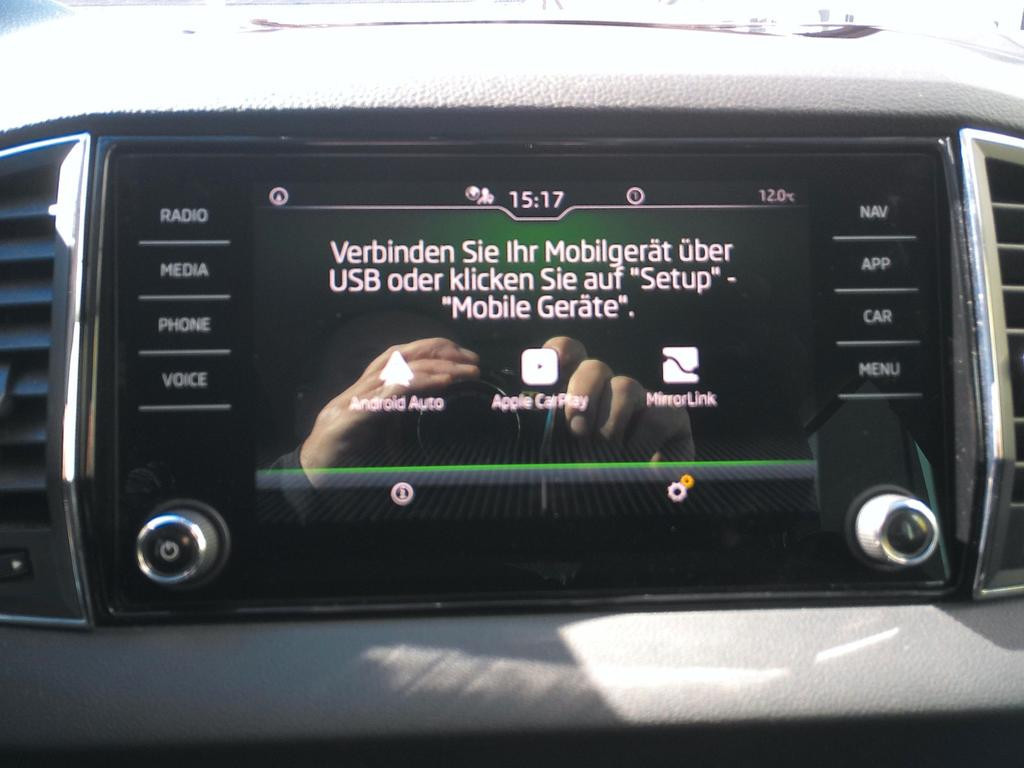 RADIO
MEDIA
PHONE
VOICE
15:17
12.0°C
Verbinden Sie Ihr Mobilgerät über
USB oder klicken Sie auf "Setup" -
"Mobile Geräte".
Android Auto
Apple CarPlay
MirrorLink
NAV
APP
CAR
MENU